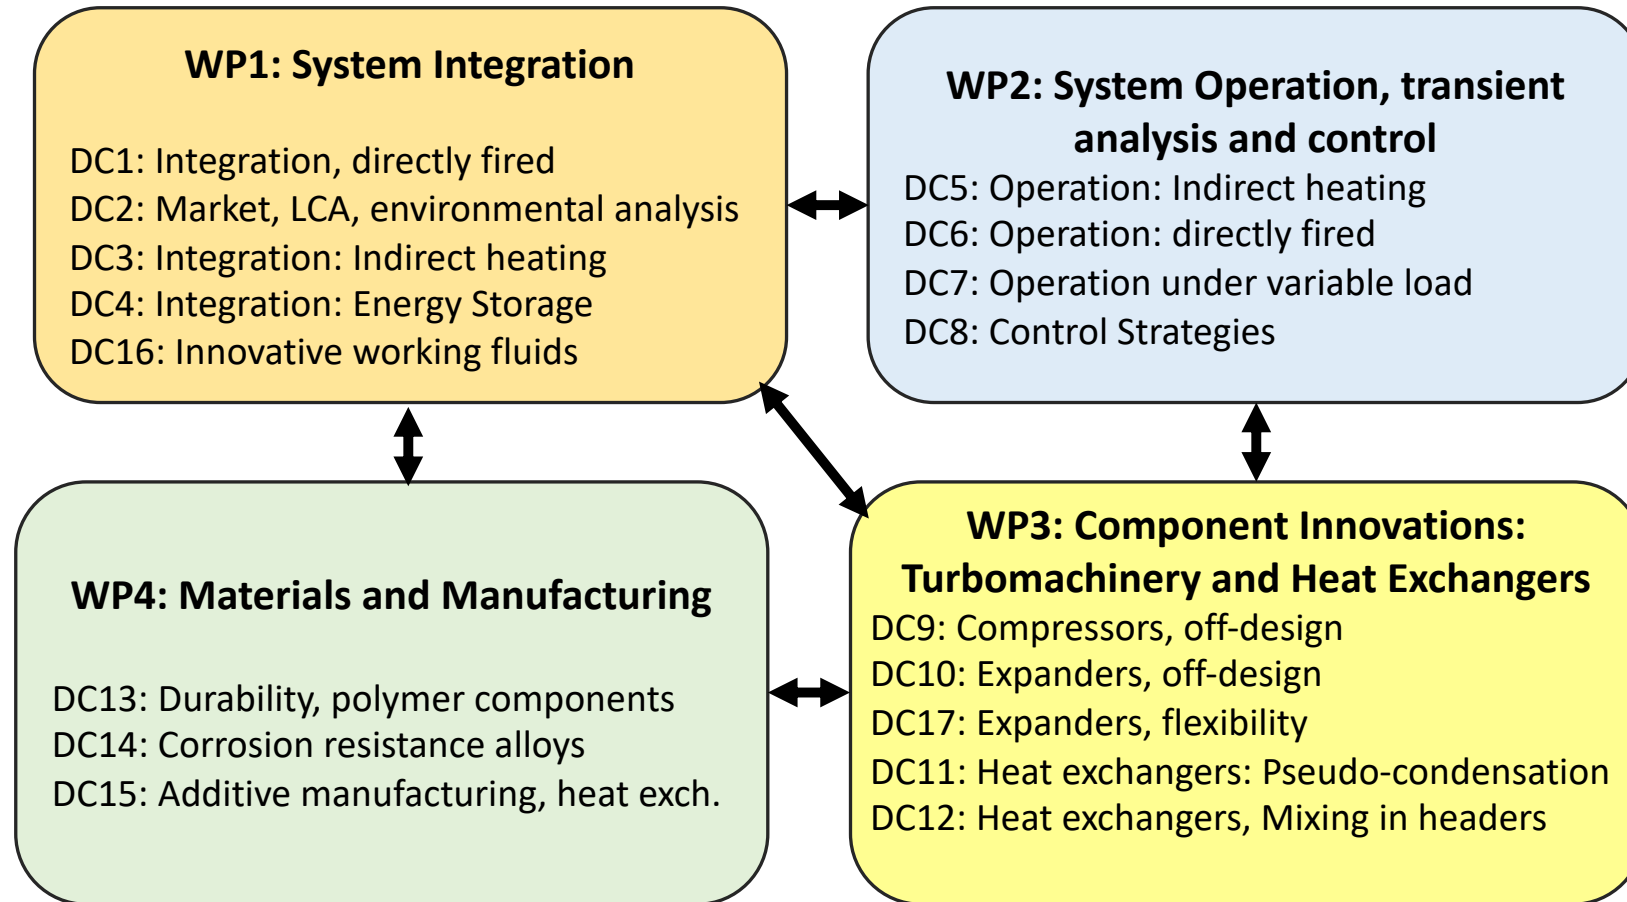 WP1: System Integration
DC1: Integration, directly fired
DC2: Market, LCA, environmental analysis
DC3: Integration: Indirect heating
DC4: Integration: Energy Storage
DC16: Innovative working fluids
WP2: System Operation, transient
analysis and control
DC5: Operation: Indirect heating
DC6: Operation: directly fired
DC7: Operation under variable load
DC8: Control Strategies
WP4: Materials and Manufacturing
DC13: Durability, polymer components
DC14: Corrosion resistance alloys
DC15: Additive manufacturing, heat exch.
WP3: Component Innovations:
Turbomachinery and Heat Exchangers
DC9: Compressors, off-design
DC10: Expanders, off-design
DC17: Expanders, flexibility
DC11: Heat exchangers: Pseudo-condensation
DC12: Heat exchangers, Mixing in headers